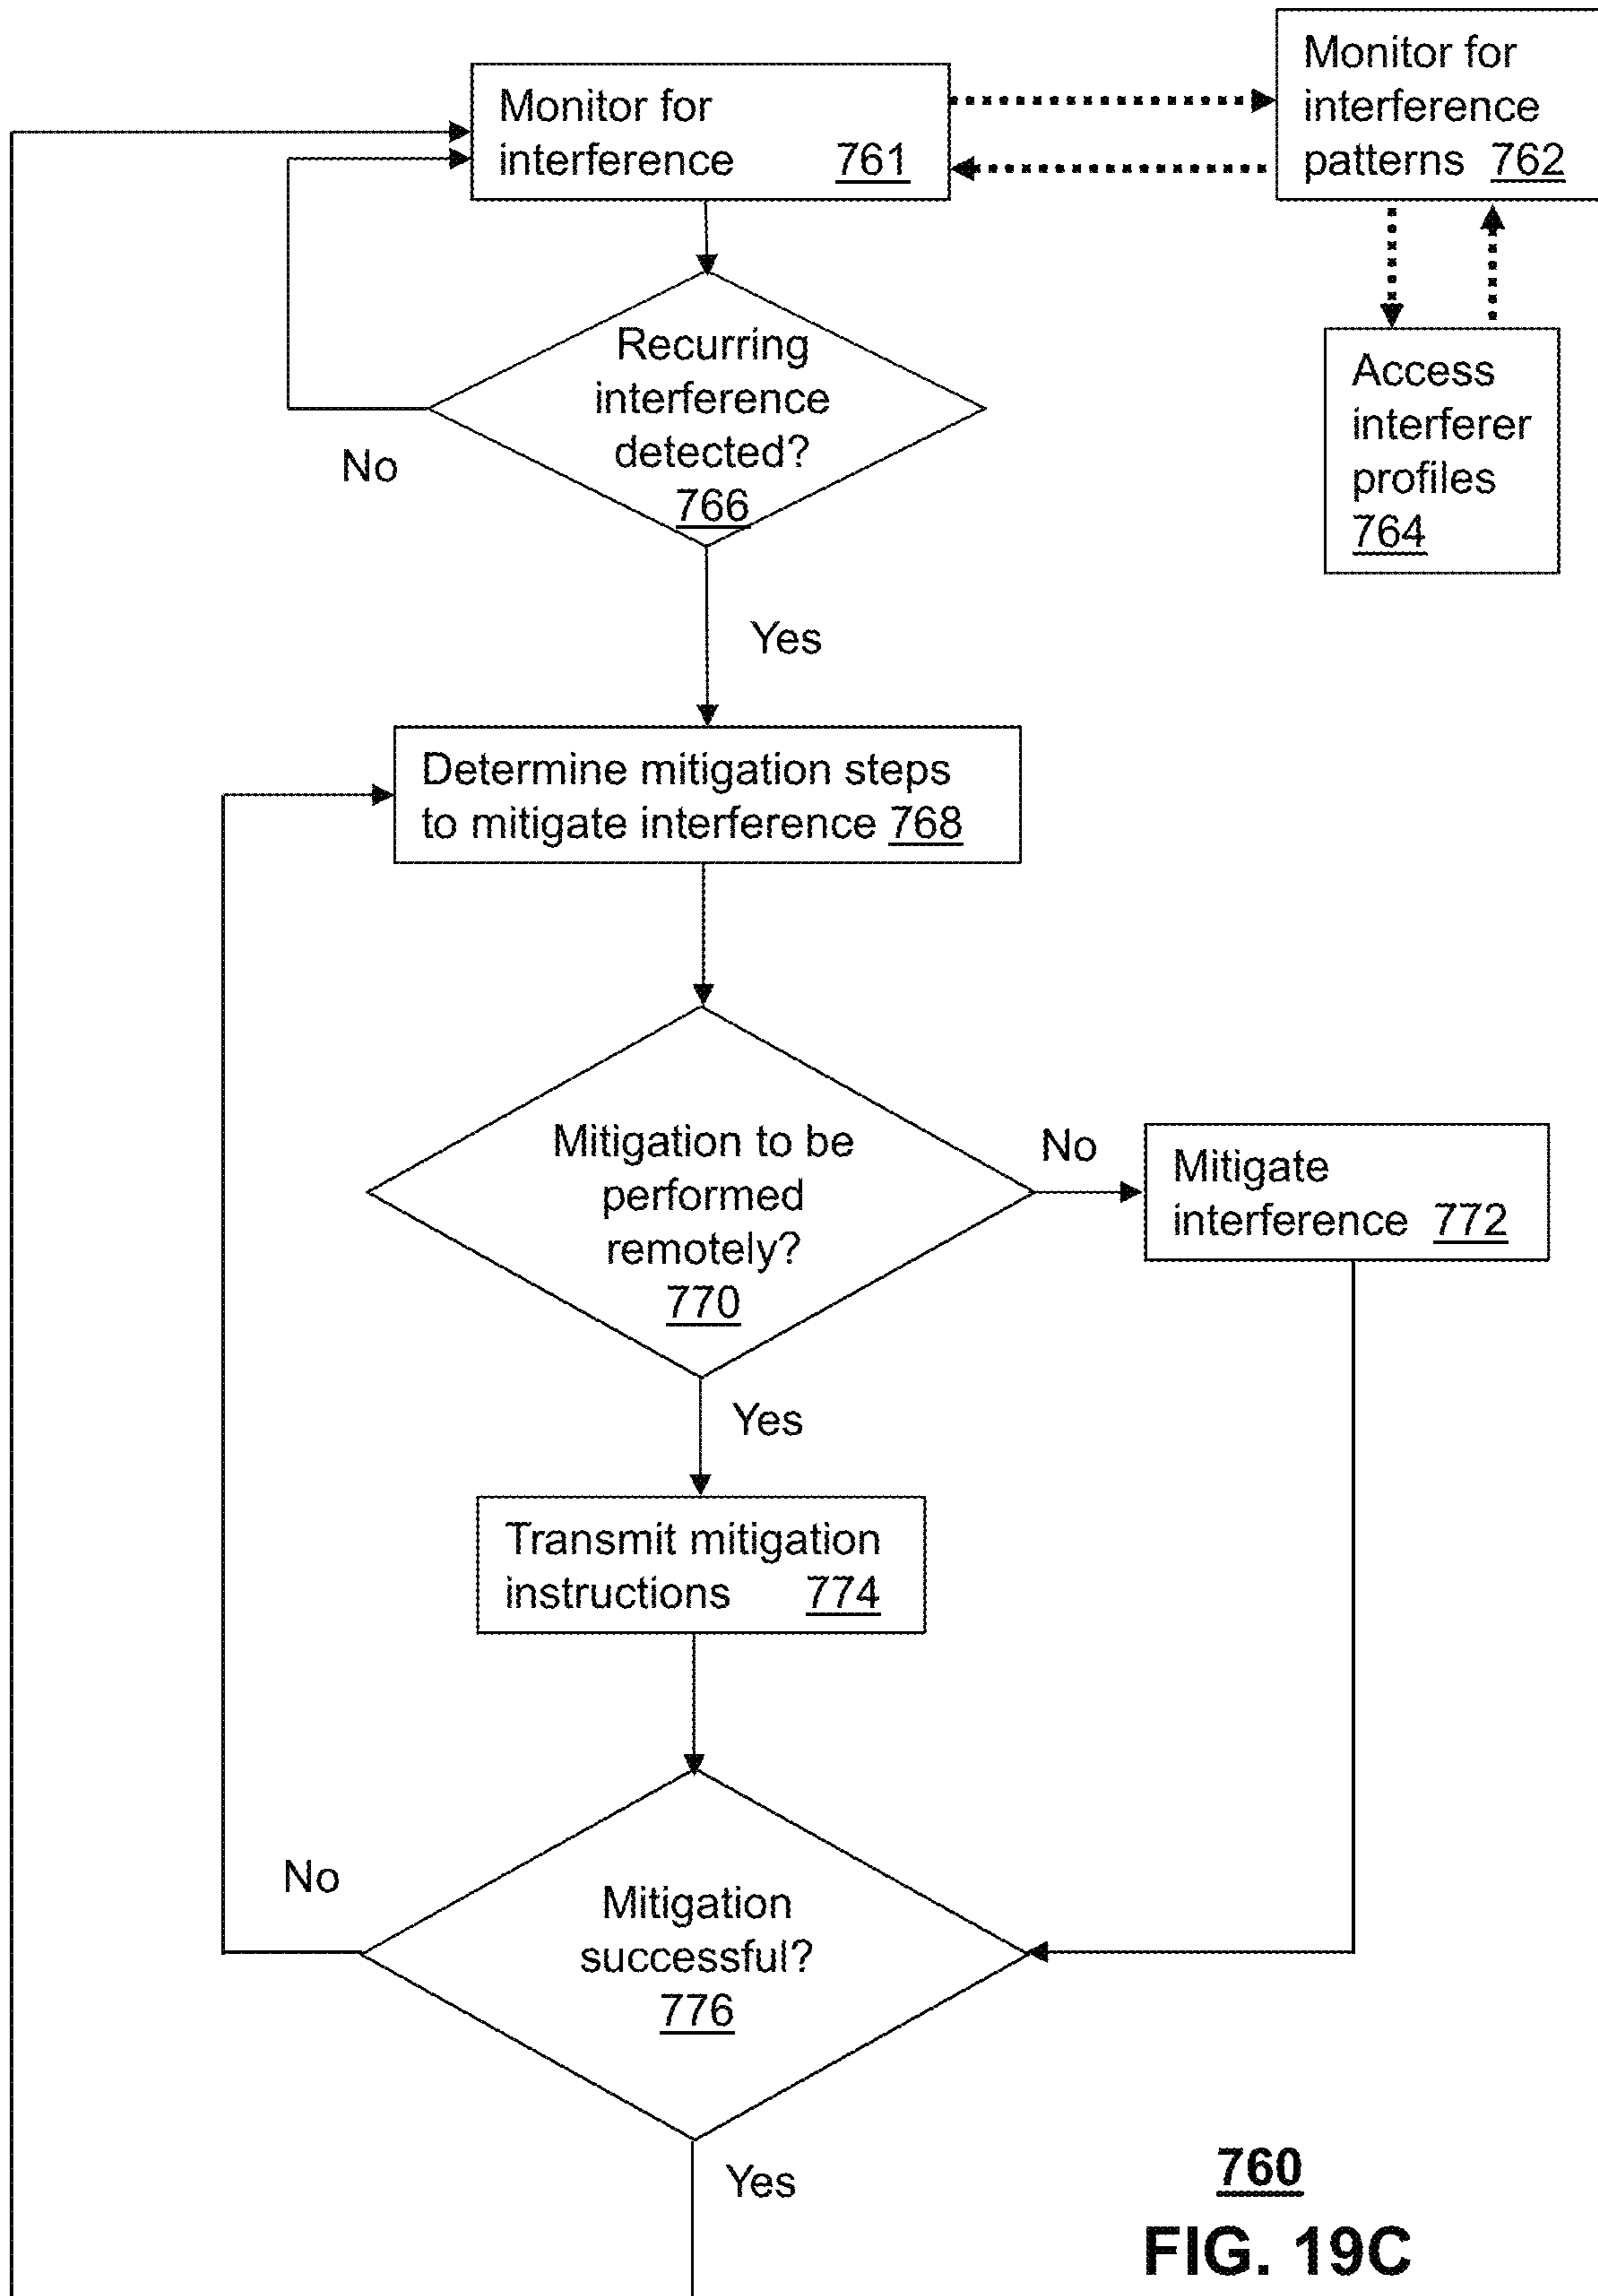 Monitor for
interference 761
Monitor for
interference
patterns 762
Access
interferer
profiles
764
Recurring
interference
detected?
766
No
Yes
Determine mitigation steps
to mitigate interference 768
Mitigation to be
performed
remotely?
770
No
Mitigate
interference 772
Yes
Transmit mitigation
instructions 774
No
Mitigation
successful?
776
Yes
760
FIG. 19C